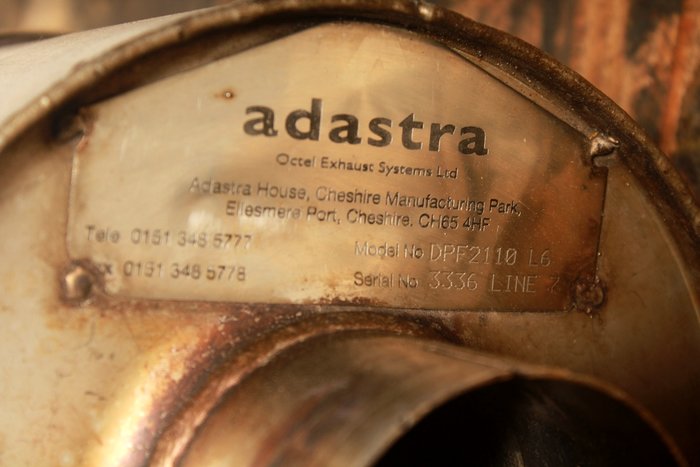 adastra
Octel Exhaust Systems Ltd
Adastra House, Cheshire Manufacturing Park,
Ellesmere Port, Cheshire. CH65 4HF
Tele 0151 348 5777
Model No DPF2110 L6
0151 348 5778
Serial No 3336 LINE